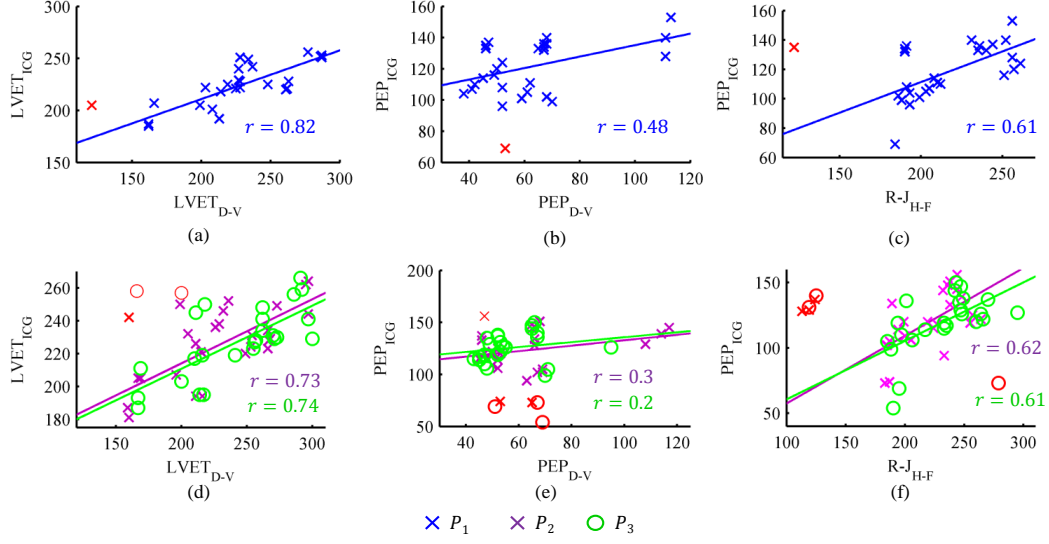 (a)
LVET_ICG
300
250
200
150
150 200 250 300
r = 0.82
LVET_D-V
(b)
PEP_ICG
160
140
120
100
80
60
40 60 80 100 120
r = 0.48
PEP_D-V
(c)
PEP_ICG
160
140
120
100
80
60
150 200 250
r = 0.61
R-J_H-F
LVET_ICG
260
240
220
200
180
150 200 250 300
r = 0.73
r = 0.74
LVET_D-V
(d)
PEP_ICG
200
150
100
50
40 60 80 100 120
r = 0.3
r = 0.2
PEP_D-V
(e)
PEP_ICG
150
100
50
100 150 200 250 300
r = 0.62
r = 0.61
R-J_H-F
(f)
P_1 P_2 P_3